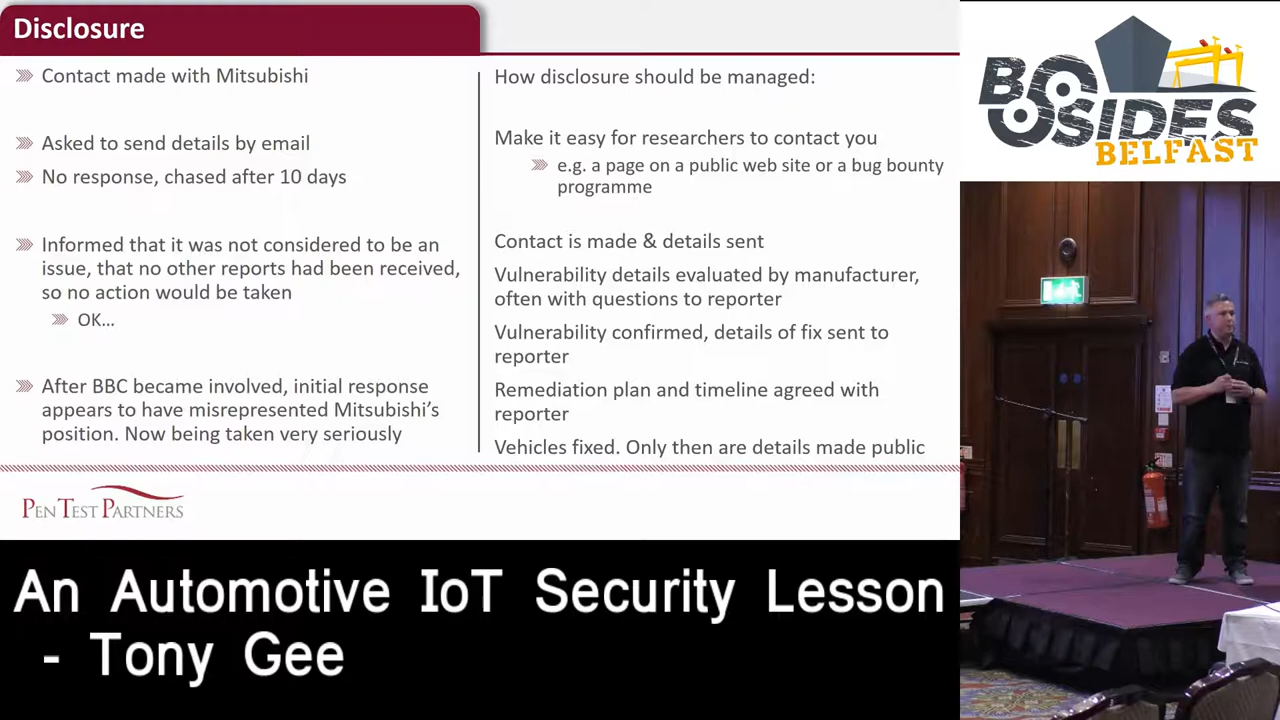 Disclosure
Contact made with Mitsubishi
Asked to send details by email
No response, chased after 10 days
Informed that it was not considered to be an
issue, that no other reports had been received,
so no action would be taken
OK…
After BBC became involved, initial response
appears to have misrepresented Mitsubishi's
position. Now being taken very seriously
How disclosure should be managed:
Make it easy for researchers to contact you
e.g. a page on a public web site or a bug bounty
programme
Contact is made & details sent
Vulnerability details evaluated by manufacturer,
often with questions to reporter
Vulnerability confirmed, details of fix sent to
reporter
Remediation plan and timeline agreed with
reporter
Vehicles fixed. Only then are details made public
PEN TEST PARTNERS
BSIDES
BELFAST
An Automotive IoT Security Lesson
- Tony Gee